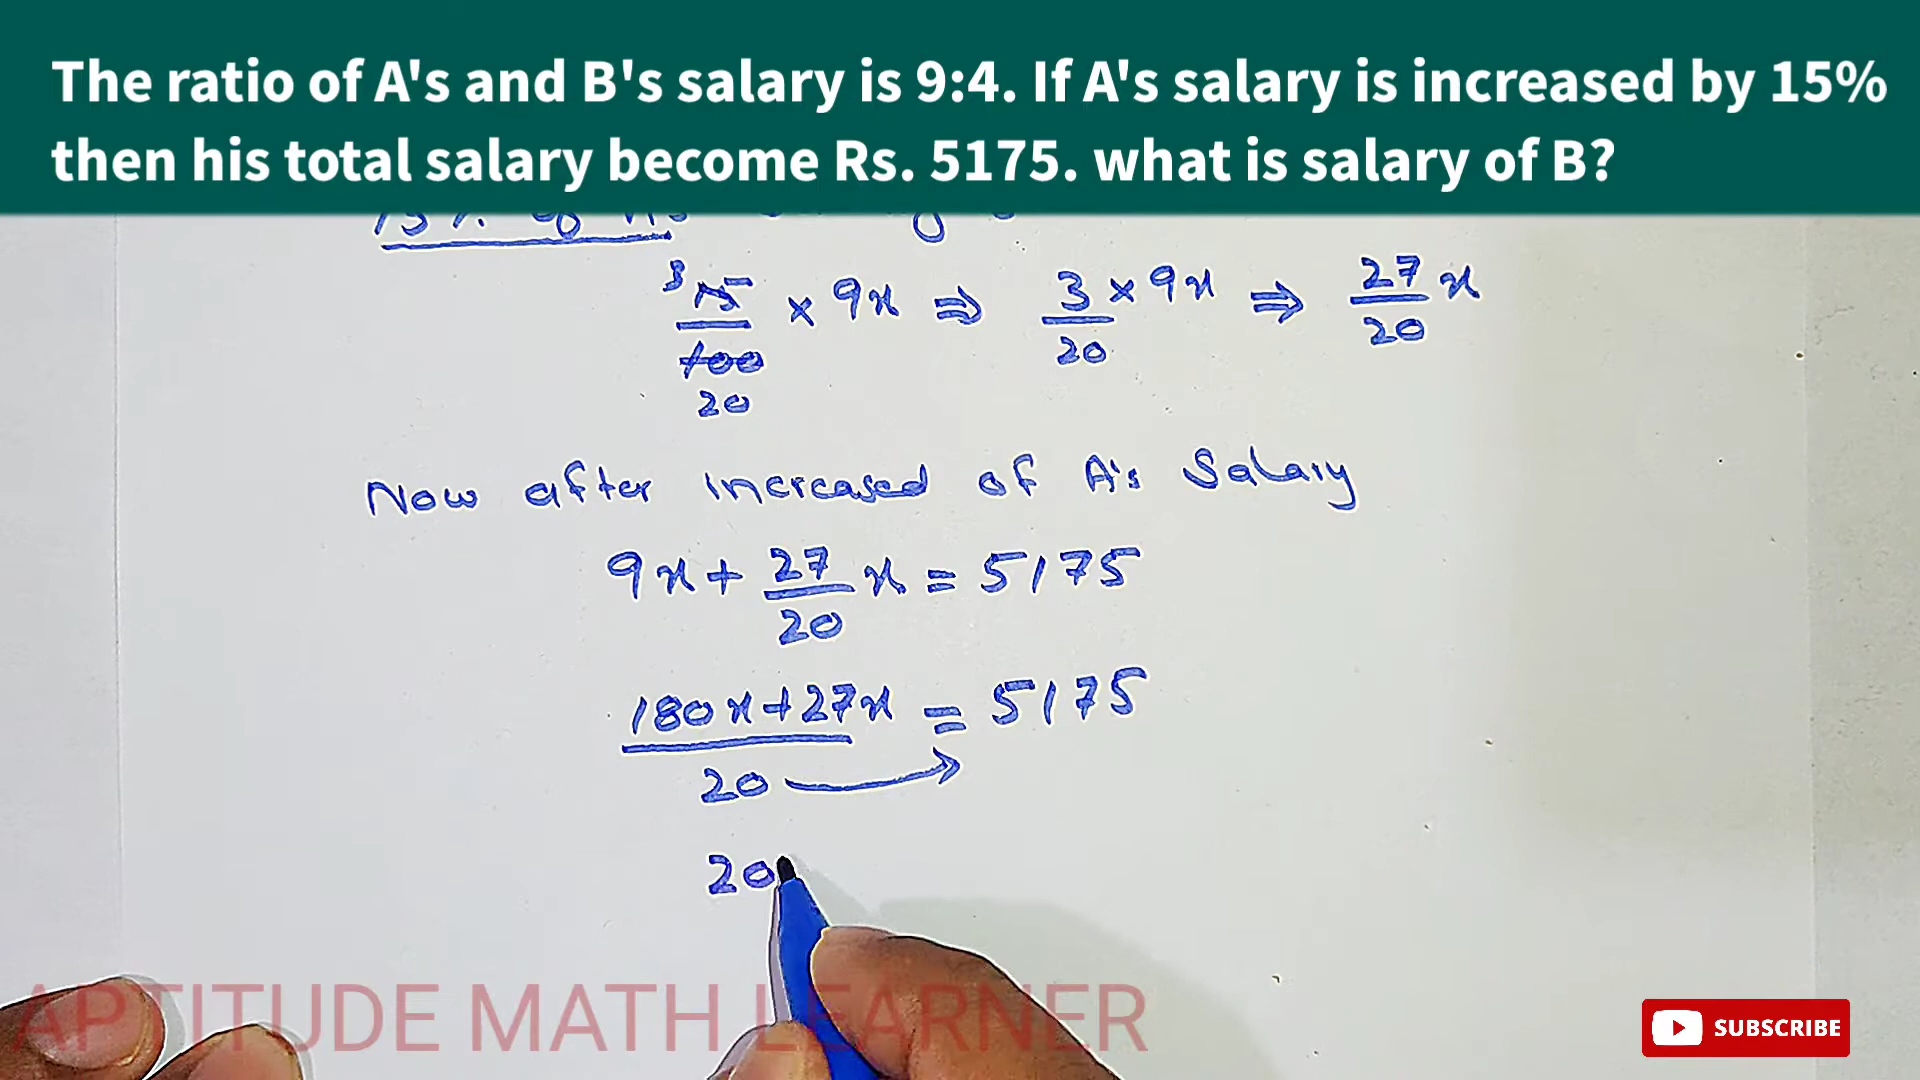 The ratio of A's and B's salary is 9:4. If A's salary is increased by 15%
then his total salary become Rs. 5175. what is salary of B?
15% of
3 15/100 20 × 9x ⇒ 3/20 × 9x ⇒ 27/20 x
Now after increased of A's Salary
9x + 27/20 x = 5175
180x+27x/20 = 5175
20
APTITUDE MATH LEARNER
SUBSCRIBE